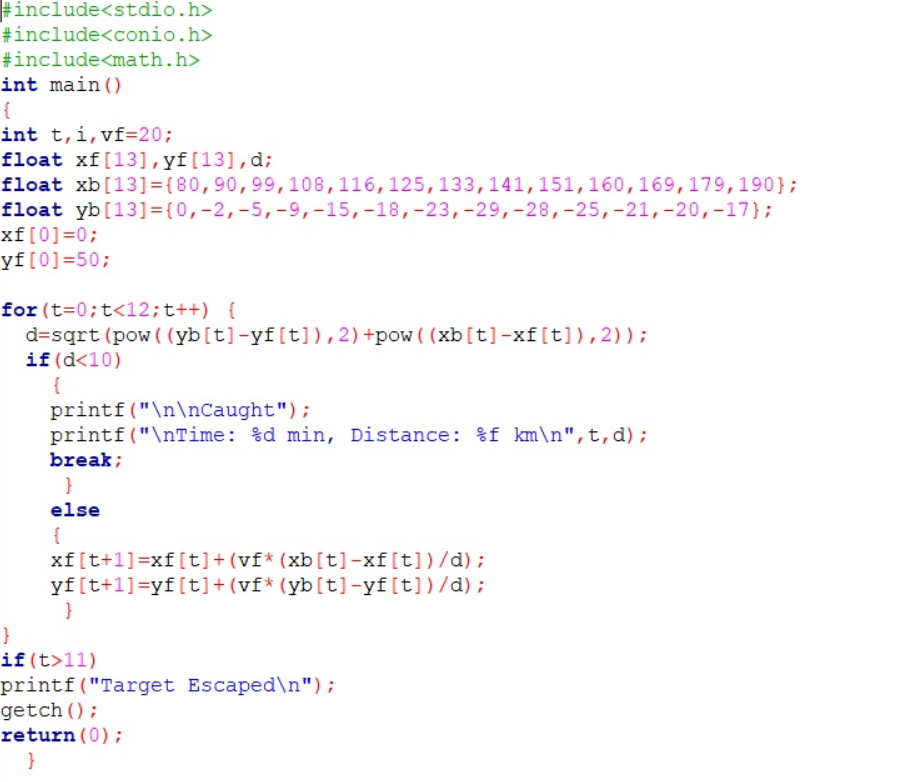 #include<stdio.h>
#include<conio.h>
#include<math.h>
int main()
{
int t,i,vf=20;
float xf[13],yf[13],d;
float xb[13]={80,90,99,108,116,125,133,141,151,160,169,179,190};
float yb[13]={0,-2,-5,-9,-15,-18,-23,-29,-28,-25,-21,-20,-17};
xf[0]=0;
yf[0]=50;

for(t=0;t<12;t++) {
  d=sqrt(pow((yb[t]-yf[t]),2)+pow((xb[t]-xf[t]),2));
  if(d<10)
    {
    printf("\n\nCaught");
    printf("\nTime: %d min, Distance: %f km\n",t,d);
    break;
     }
    else
    {
    xf[t+1]=xf[t]+(vf*(xb[t]-xf[t])/d);
    yf[t+1]=yf[t]+(vf*(yb[t]-yf[t])/d);
     }
}
if(t>11)
printf("Target Escaped\n");
getch();
return(0);
  }